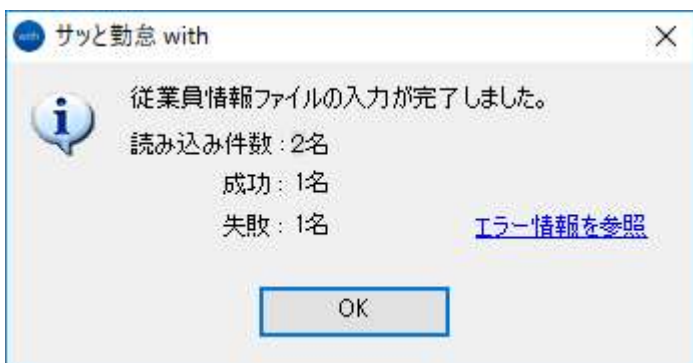 サッと勤怠 with
従業員情報ファイルの入力が完了しました。
読み込み件数 : 2名
成功 : 1名
失敗 : 1名 エラー情報を参照
OK